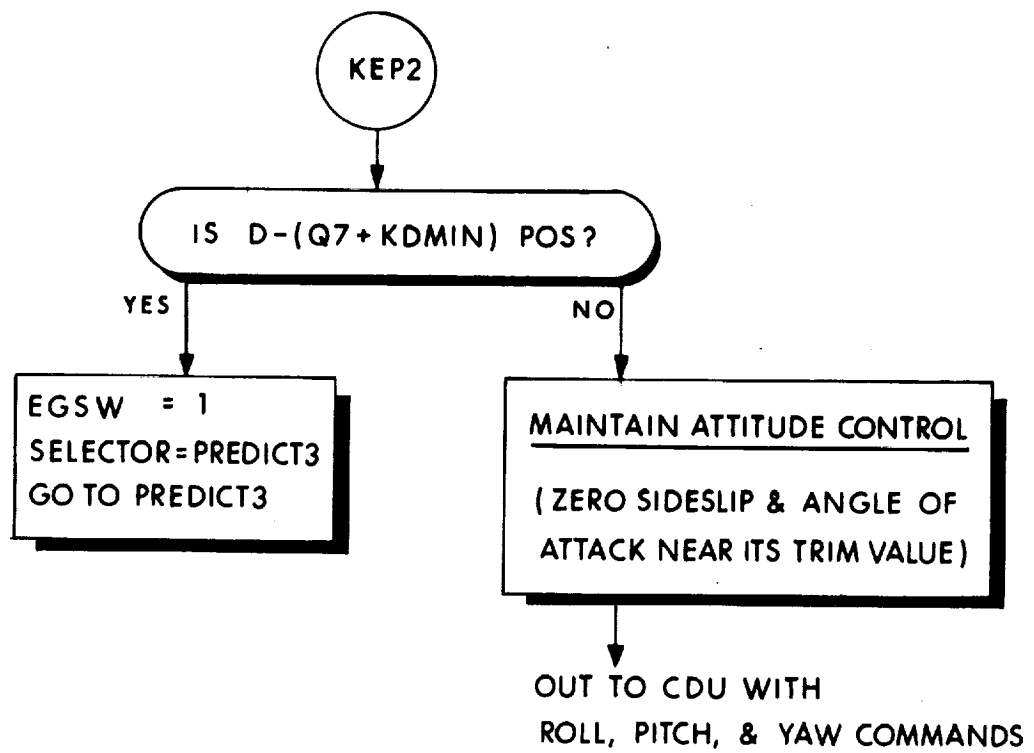 KEP2
IS D-(Q7+KDMIN) POS?
YES
NO
EGSW = 1
SELECTOR=PREDICT3
GO TO PREDICT3
MAINTAIN ATTITUDE CONTROL
(ZERO SIDESLIP & ANGLE OF
ATTACK NEAR ITS TRIM VALUE)
OUT TO CDU WITH
ROLL, PITCH, & YAW COMMANDS